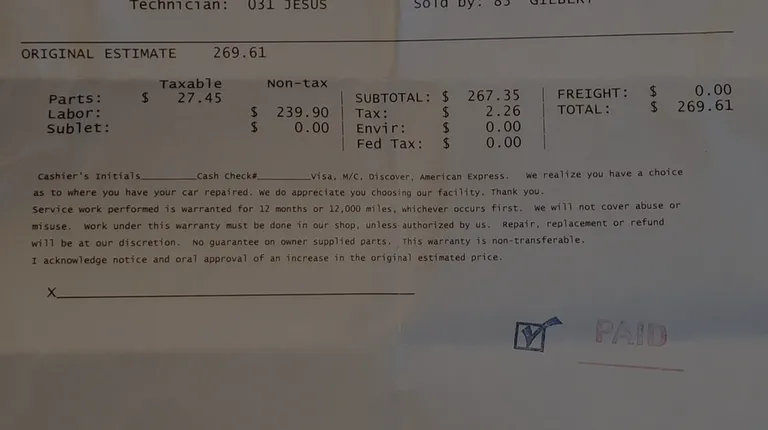 Technician: 031 JESUS Sold by: 85 GILBERT
ORIGINAL ESTIMATE 269.61
Taxable Non-tax
Parts: $ 27.45 | SUBTOTAL: $ 267.35 | FREIGHT: $ 0.00
Labor: $ 239.90 | Tax: $ 2.26 | TOTAL: $ 269.61
Sublet: $ 0.00 | Envir: $ 0.00
Fed Tax: $ 0.00
Cashier's Initials________Cash Check#________Visa, M/C, Discover, American Express. We realize you have a choice
as to where you have your car repaired. We do appreciate you choosing our facility. Thank you.
Service work performed is warranted for 12 months or 12,000 miles, whichever occurs first. We will not cover abuse or
misuse. Work under this warranty must be done in our shop, unless authorized by us. Repair, replacement or refund
will be at our discretion. No guarantee on owner supplied parts. This warranty is non-transferable.
I acknowledge notice and oral approval of an increase in the original estimated price.
X________________________________
PAID